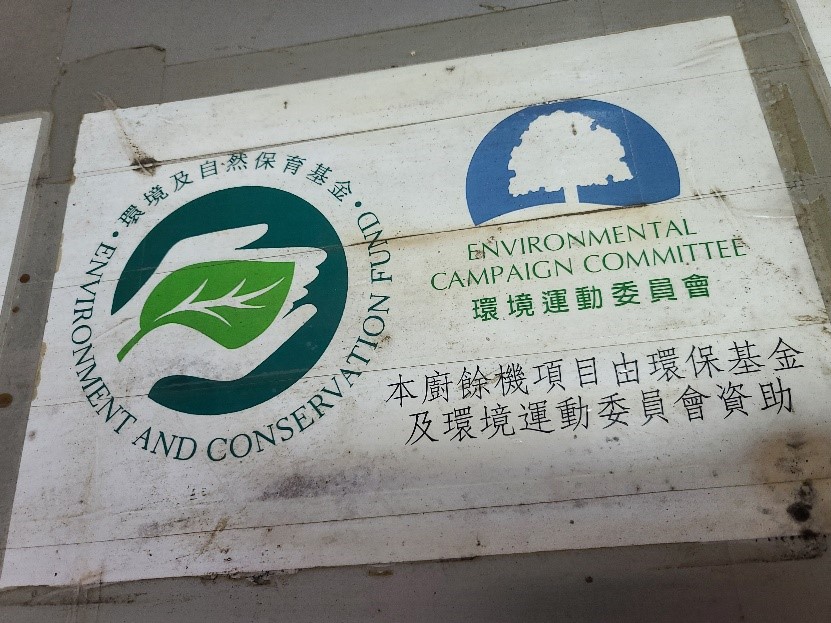 ·環境及自然保育基金·
ENVIRONMENT AND CONSERVATION FUND
ENVIRONMENTAL
CAMPAIGN COMMITTEE
環境運動委員會
本廚餘機項目由環保基金
及環境運動委員會資助